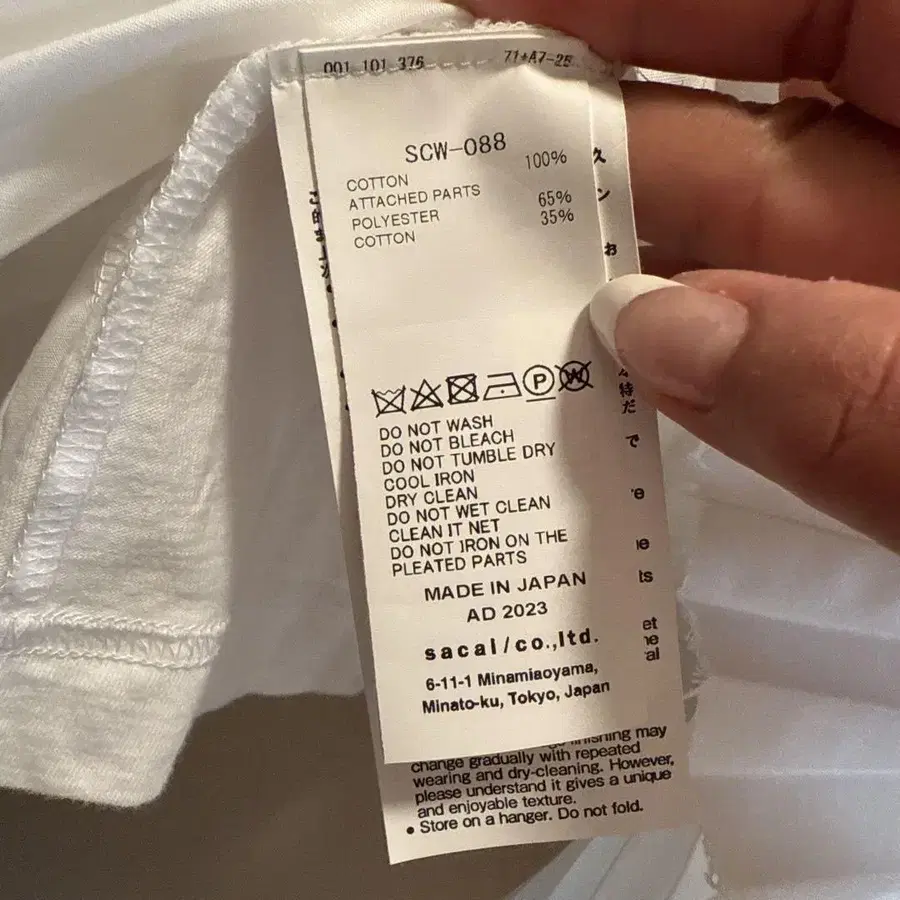 001 101 376 71+A7-25
SCW-088
COTTON 100%
ATTACHED PARTS
POLYESTER 65%
COTTON 35%
P W
DO NOT WASH
DO NOT BLEACH
DO NOT TUMBLE DRY
COOL IRON
DRY CLEAN
DO NOT WET CLEAN
CLEAN IT NET
DO NOT IRON ON THE
PLEATED PARTS
MADE IN JAPAN
AD 2023
sacai/co.,ltd.
6-11-1 Minamiaoyama,
Minato-ku, Tokyo, Japan
finishing may
change gradually with repeated
wearing and dry-cleaning. However,
please understand it gives a unique
and enjoyable texture.
• Store on a hanger. Do not fold.